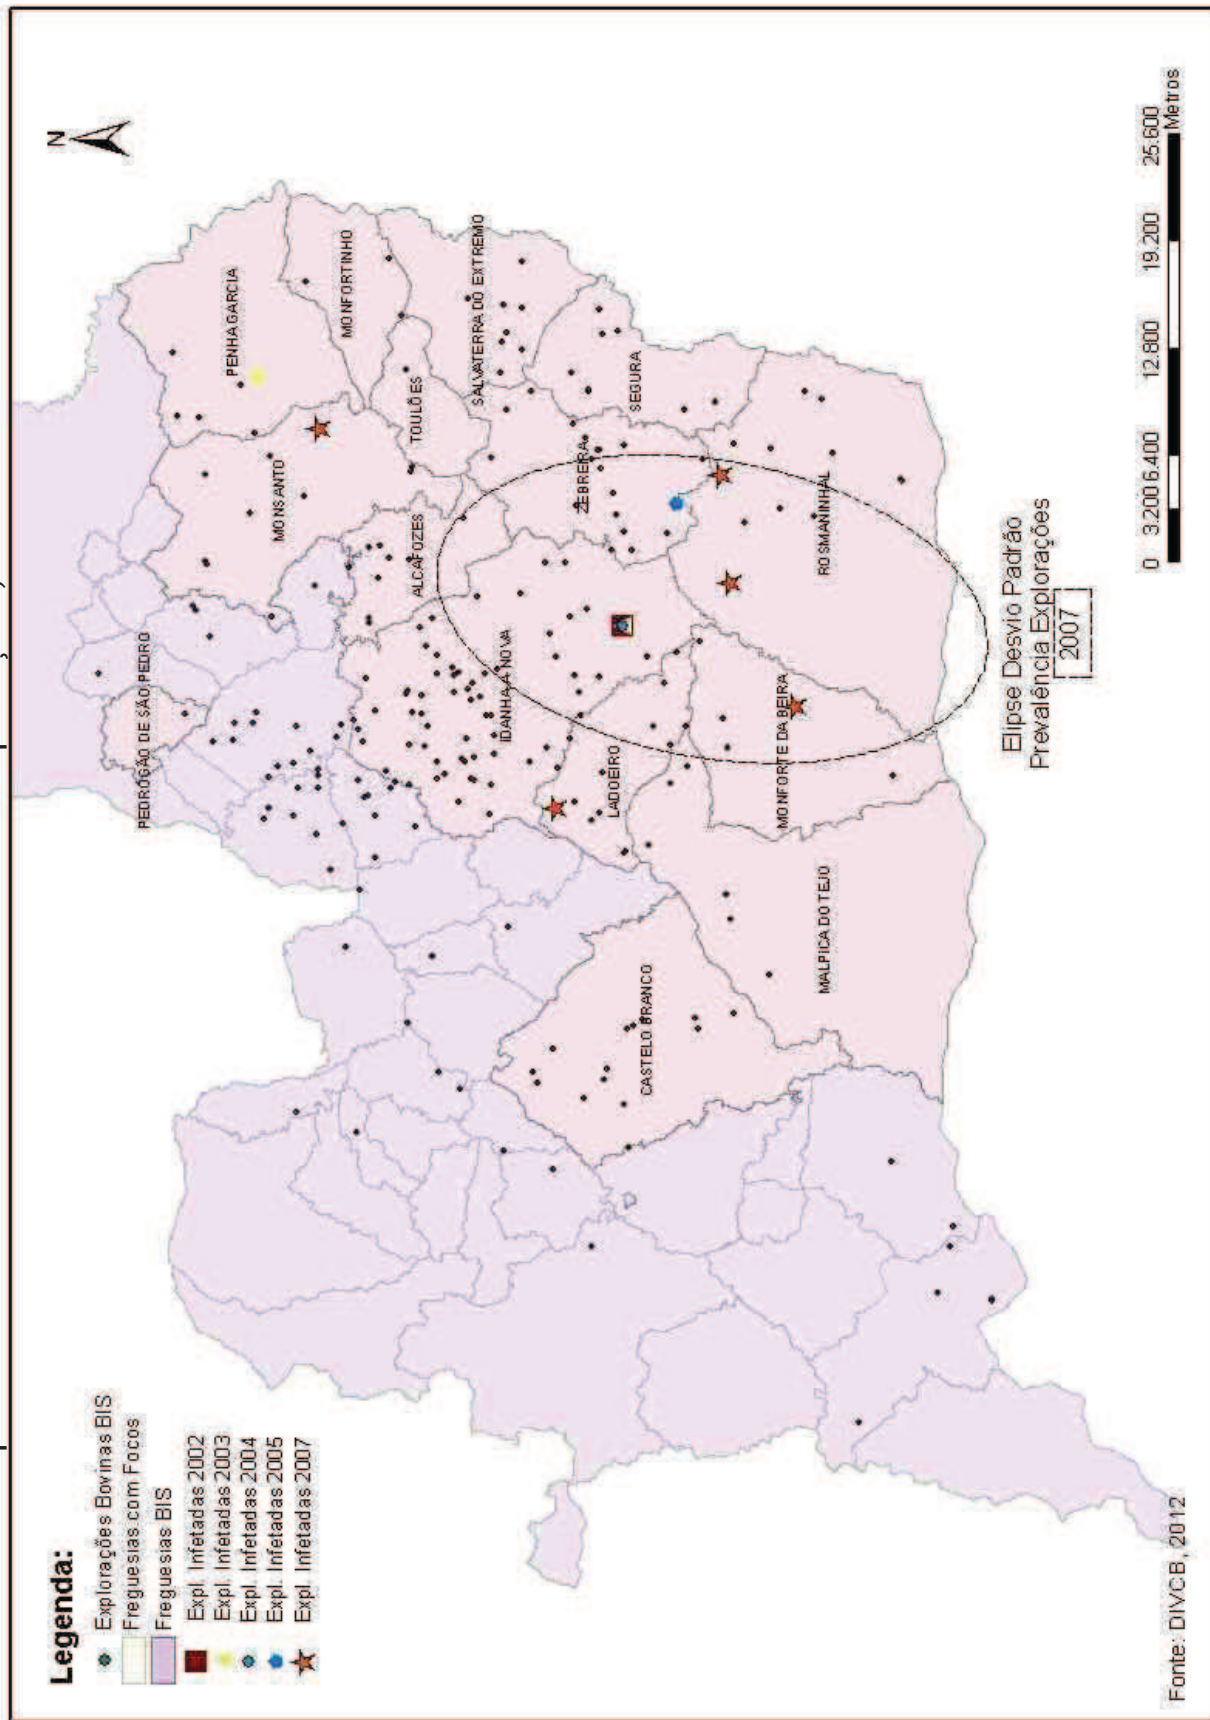 Legenda:
Explorações Bovinas BIS
Freguesias com Focos
Freguesias BIS
Expl. Infetadas 2002
Expl. Infetadas 2003
Expl. Infetadas 2004
Expl. Infetadas 2005
Expl. Infetadas 2007
N
PEDROGÃO DE SÃO PEDRO
PENHA GARCIA
MONSANTO
MONFORTINHO
TOULÕES
ALCAFOZES
SALVATERRA DO EXTREMO
IDANHA A NOVA
ZEBREIRA
SEGURA
LADOEIRO
CASTELO BRANCO
MONFORTE DA BEIRA
ROSMANINHAL
MALPICA DO TEJO
Elipse Desvio Padrão
Prevalência Explorações
2007
0 3.200 6.400 12.800 19.200 25.600
Metros
Fonte: DIVCB, 2012